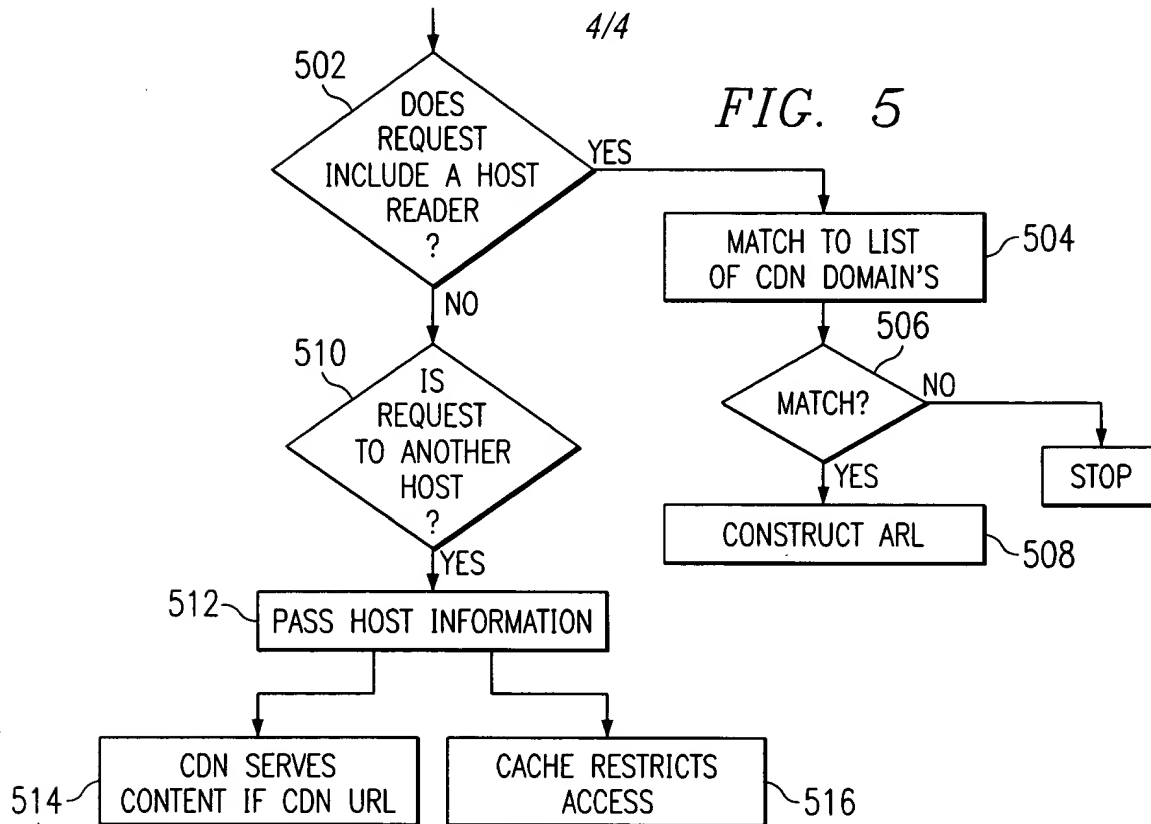 4/4
FIG. 5
502
DOES
REQUEST
INCLUDE A HOST
READER
?
YES
NO
MATCH TO LIST
OF CDN DOMAIN'S
504
506
MATCH?
NO
STOP
YES
CONSTRUCT ARL
508
510
IS
REQUEST
TO ANOTHER
HOST
?
YES
512
PASS HOST INFORMATION
514
CDN SERVES
CONTENT IF CDN URL
CACHE RESTRICTS
ACCESS
516